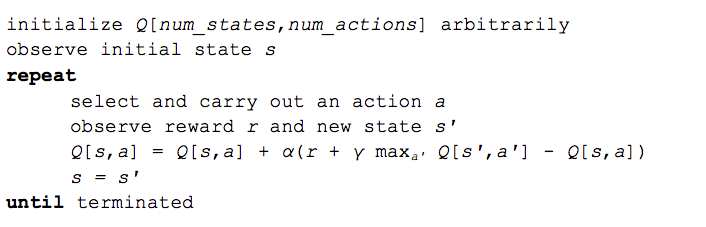 initialize Q[num_states,num_actions] arbitrarily
observe initial state s
repeat
select and carry out an action a
observe reward r and new state s'
Q[s,a] = Q[s,a] + α(r + γ maxa' Q[s',a'] - Q[s,a])
s = s'
until terminated